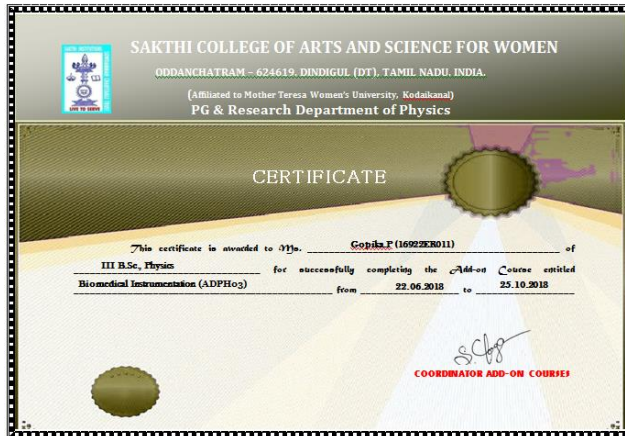 SAKTHI COLLEGE OF ARTS AND SCIENCE FOR WOMEN
ODDANCHATRAM – 624619. DINDIGUL (DT), TAMIL NADU. INDIA.
(Affiliated to Mother Teresa Women's University, Kodaikanal)
PG & Research Department of Physics
LIVE TO SERVE
CERTIFICATE
This certificate is awarded to Ms. Gopika.P of
III B.Sc., Physics for successfully completing the Add-on Course entitled
Biomedical Instrumentation (ADPH03) from 22.06.2018 to 25.10.2018
COORDINATOR ADD-ON COURSES